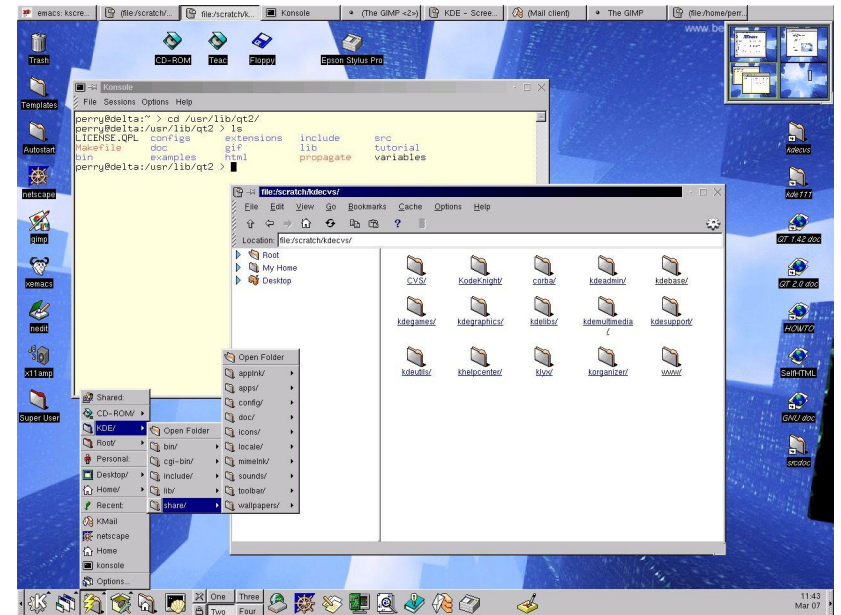 emacs: kscre...
(file:/scratch/...
file:/scratch/k...
Konsole
(The GIMP <2>)
KDE - Scree...
(Mail client)
The GIMP
(file:/home/perr...
www.be
Trash
CD-ROM
Teac
Floppy
Epson Stylus Pro
Templates
Autostart
netscape
gimp
xemacs
nedit
x11amp
Super User
Konsole
File Sessions Options Help
perry@delta:~ > cd /usr/lib/qt2/
perry@delta:/usr/lib/qt2 > ls
LICENSE.QPL configs extensions include src
Makefile doc gif lib tutorial
bin examples html propagate variables
perry@delta:/usr/lib/qt2 >
file:/scratch/kdecvs/
File Edit View Go Bookmarks Cache Options Help
Location: file:/scratch/kdecvs/
Root
My Home
Desktop
CVS/ KodeKnight/ corba/ kdeadmin/ kdebase/
kdegames/ kdegraphics/ kdelibs/ kdemultimedia/ kdesupport/
kdeutils/ khelpcenter/ klyx/ korganizer/ www/
kdecvs
kde111
QT 1.42 doc
QT 2.0 doc
HOWTO
SelfHTML
GNU doc
srcdoc
Shared:
CD-ROM/
KDE/
Root/
Personal:
Desktop/
Home/
Recent:
KMail
netscape
Home
konsole
Options...
Open Folder
bin/
cgi-bin/
include/
lib/
share/
Open Folder
applnk/
apps/
config/
doc/
icons/
locale/
mimelnk/
sounds/
toolbar/
wallpapers/
One Three
Two Four
11:43
Mar 07